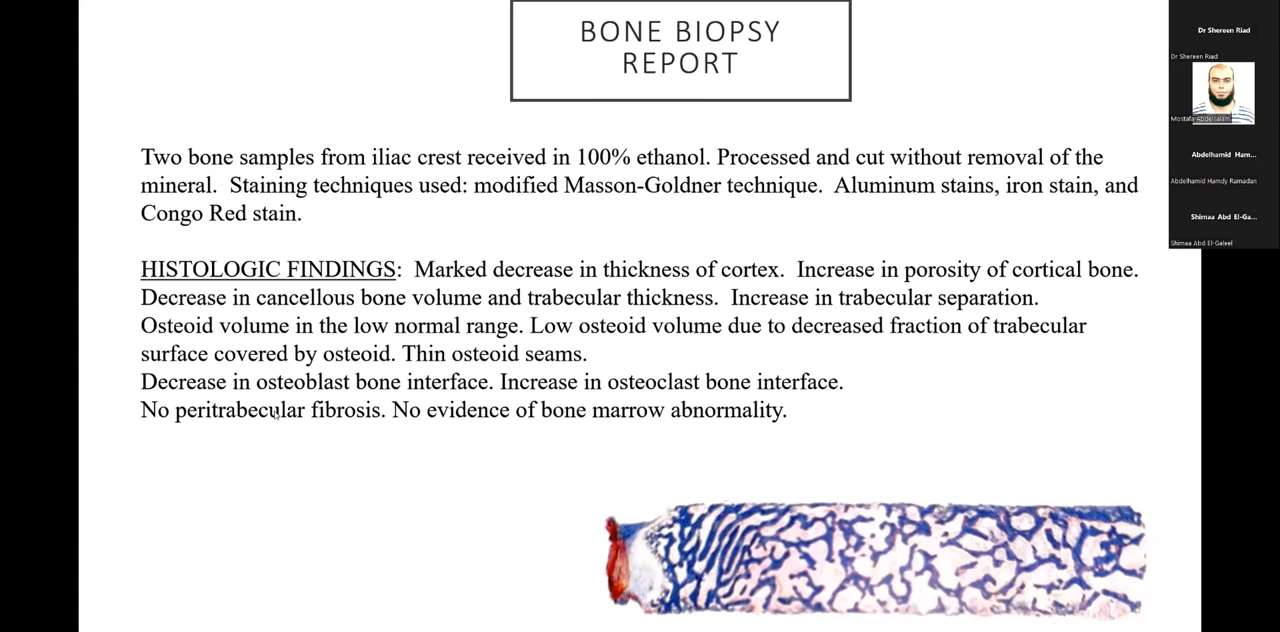 BONE BIOPSY
REPORT
Two bone samples from iliac crest received in 100% ethanol. Processed and cut without removal of the
mineral. Staining techniques used: modified Masson-Goldner technique. Aluminum stains, iron stain, and
Congo Red stain.
HISTOLOGIC FINDINGS: Marked decrease in thickness of cortex. Increase in porosity of cortical bone.
Decrease in cancellous bone volume and trabecular thickness. Increase in trabecular separation.
Osteoid volume in the low normal range. Low osteoid volume due to decreased fraction of trabecular
surface covered by osteoid. Thin osteoid seams.
Decrease in osteoblast bone interface. Increase in osteoclast bone interface.
No peritrabecular fibrosis. No evidence of bone marrow abnormality.
Dr Shereen Riad
Dr Shereen Riad
Mostafa Abdelsalam
Abdelhamid Ham...
Abdelhamid Hamdy Ramadan
Shimaa Abd El-Ga...
Shimaa Abd El-Galeel